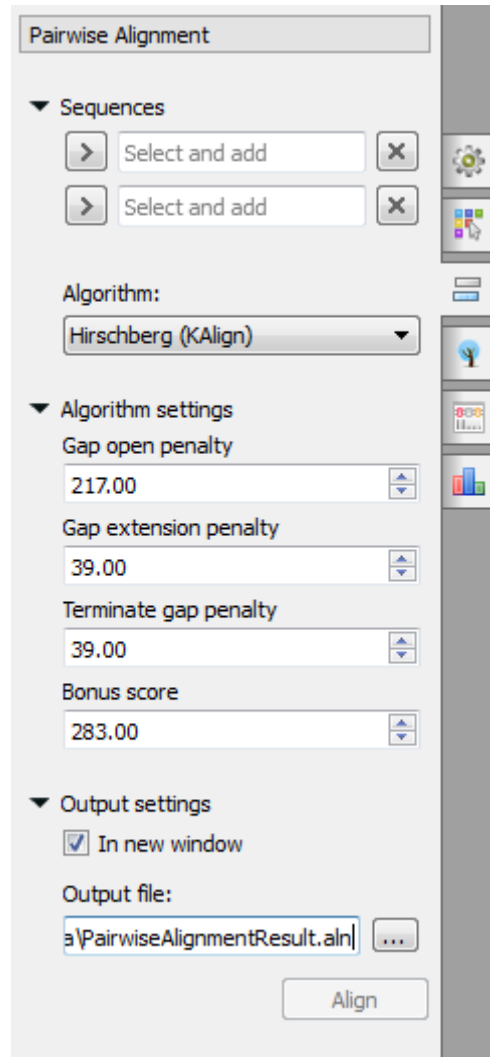 Pairwise Alignment
Sequences
Select and add
Select and add
Algorithm:
Hirschberg (KAlign)
Algorithm settings
Gap open penalty
217.00
Gap extension penalty
39.00
Terminate gap penalty
39.00
Bonus score
283.00
Output settings
In new window
Output file:
a\PairwiseAlignmentResult.aln
...
Align